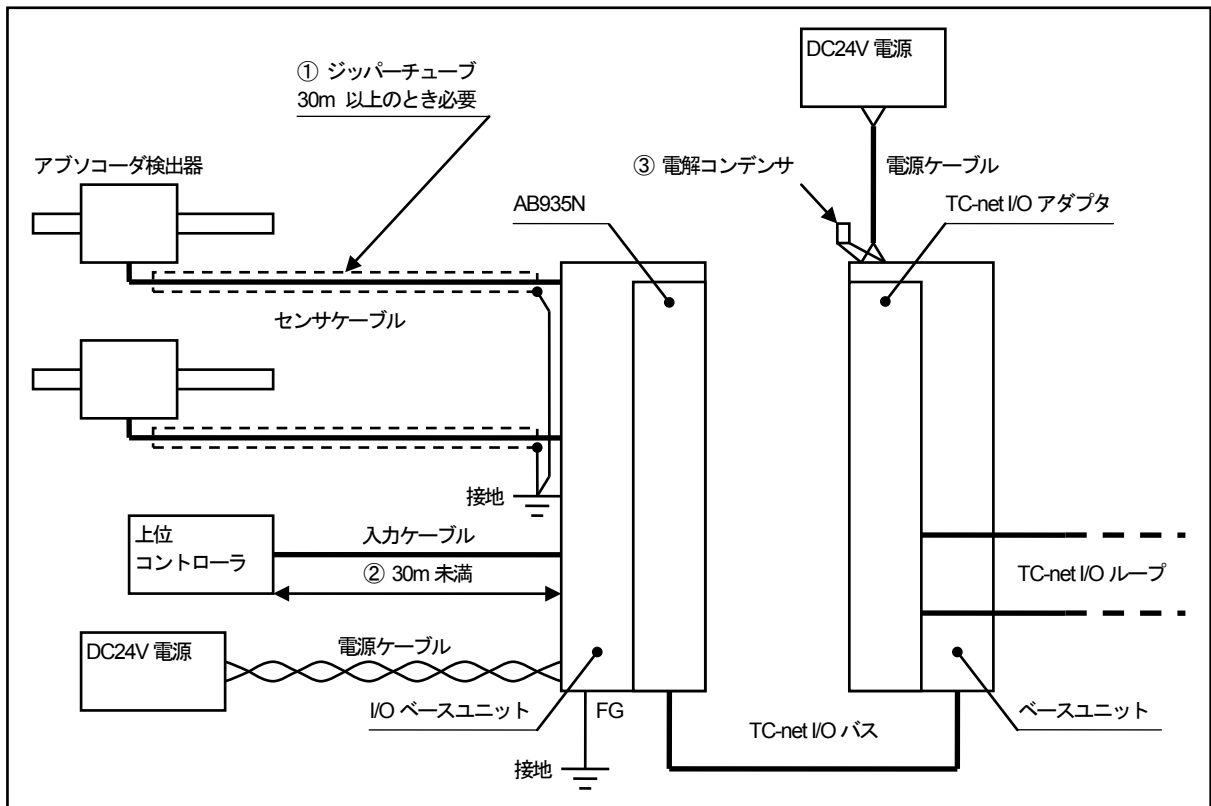 ① ジッパーチューブ
30m 以上のとき必要
DC24V 電源
アブソコーダ検出器
③ 電解コンデンサ
電源ケーブル
AB935N
TC-net I/O アダプタ
センサケーブル
接地
上位
コントローラ
入力ケーブル
② 30m 未満
TC-net I/O ループ
DC24V 電源
電源ケーブル
I/O ベースユニット
FG
TC-net I/O バス
ベースユニット
接地